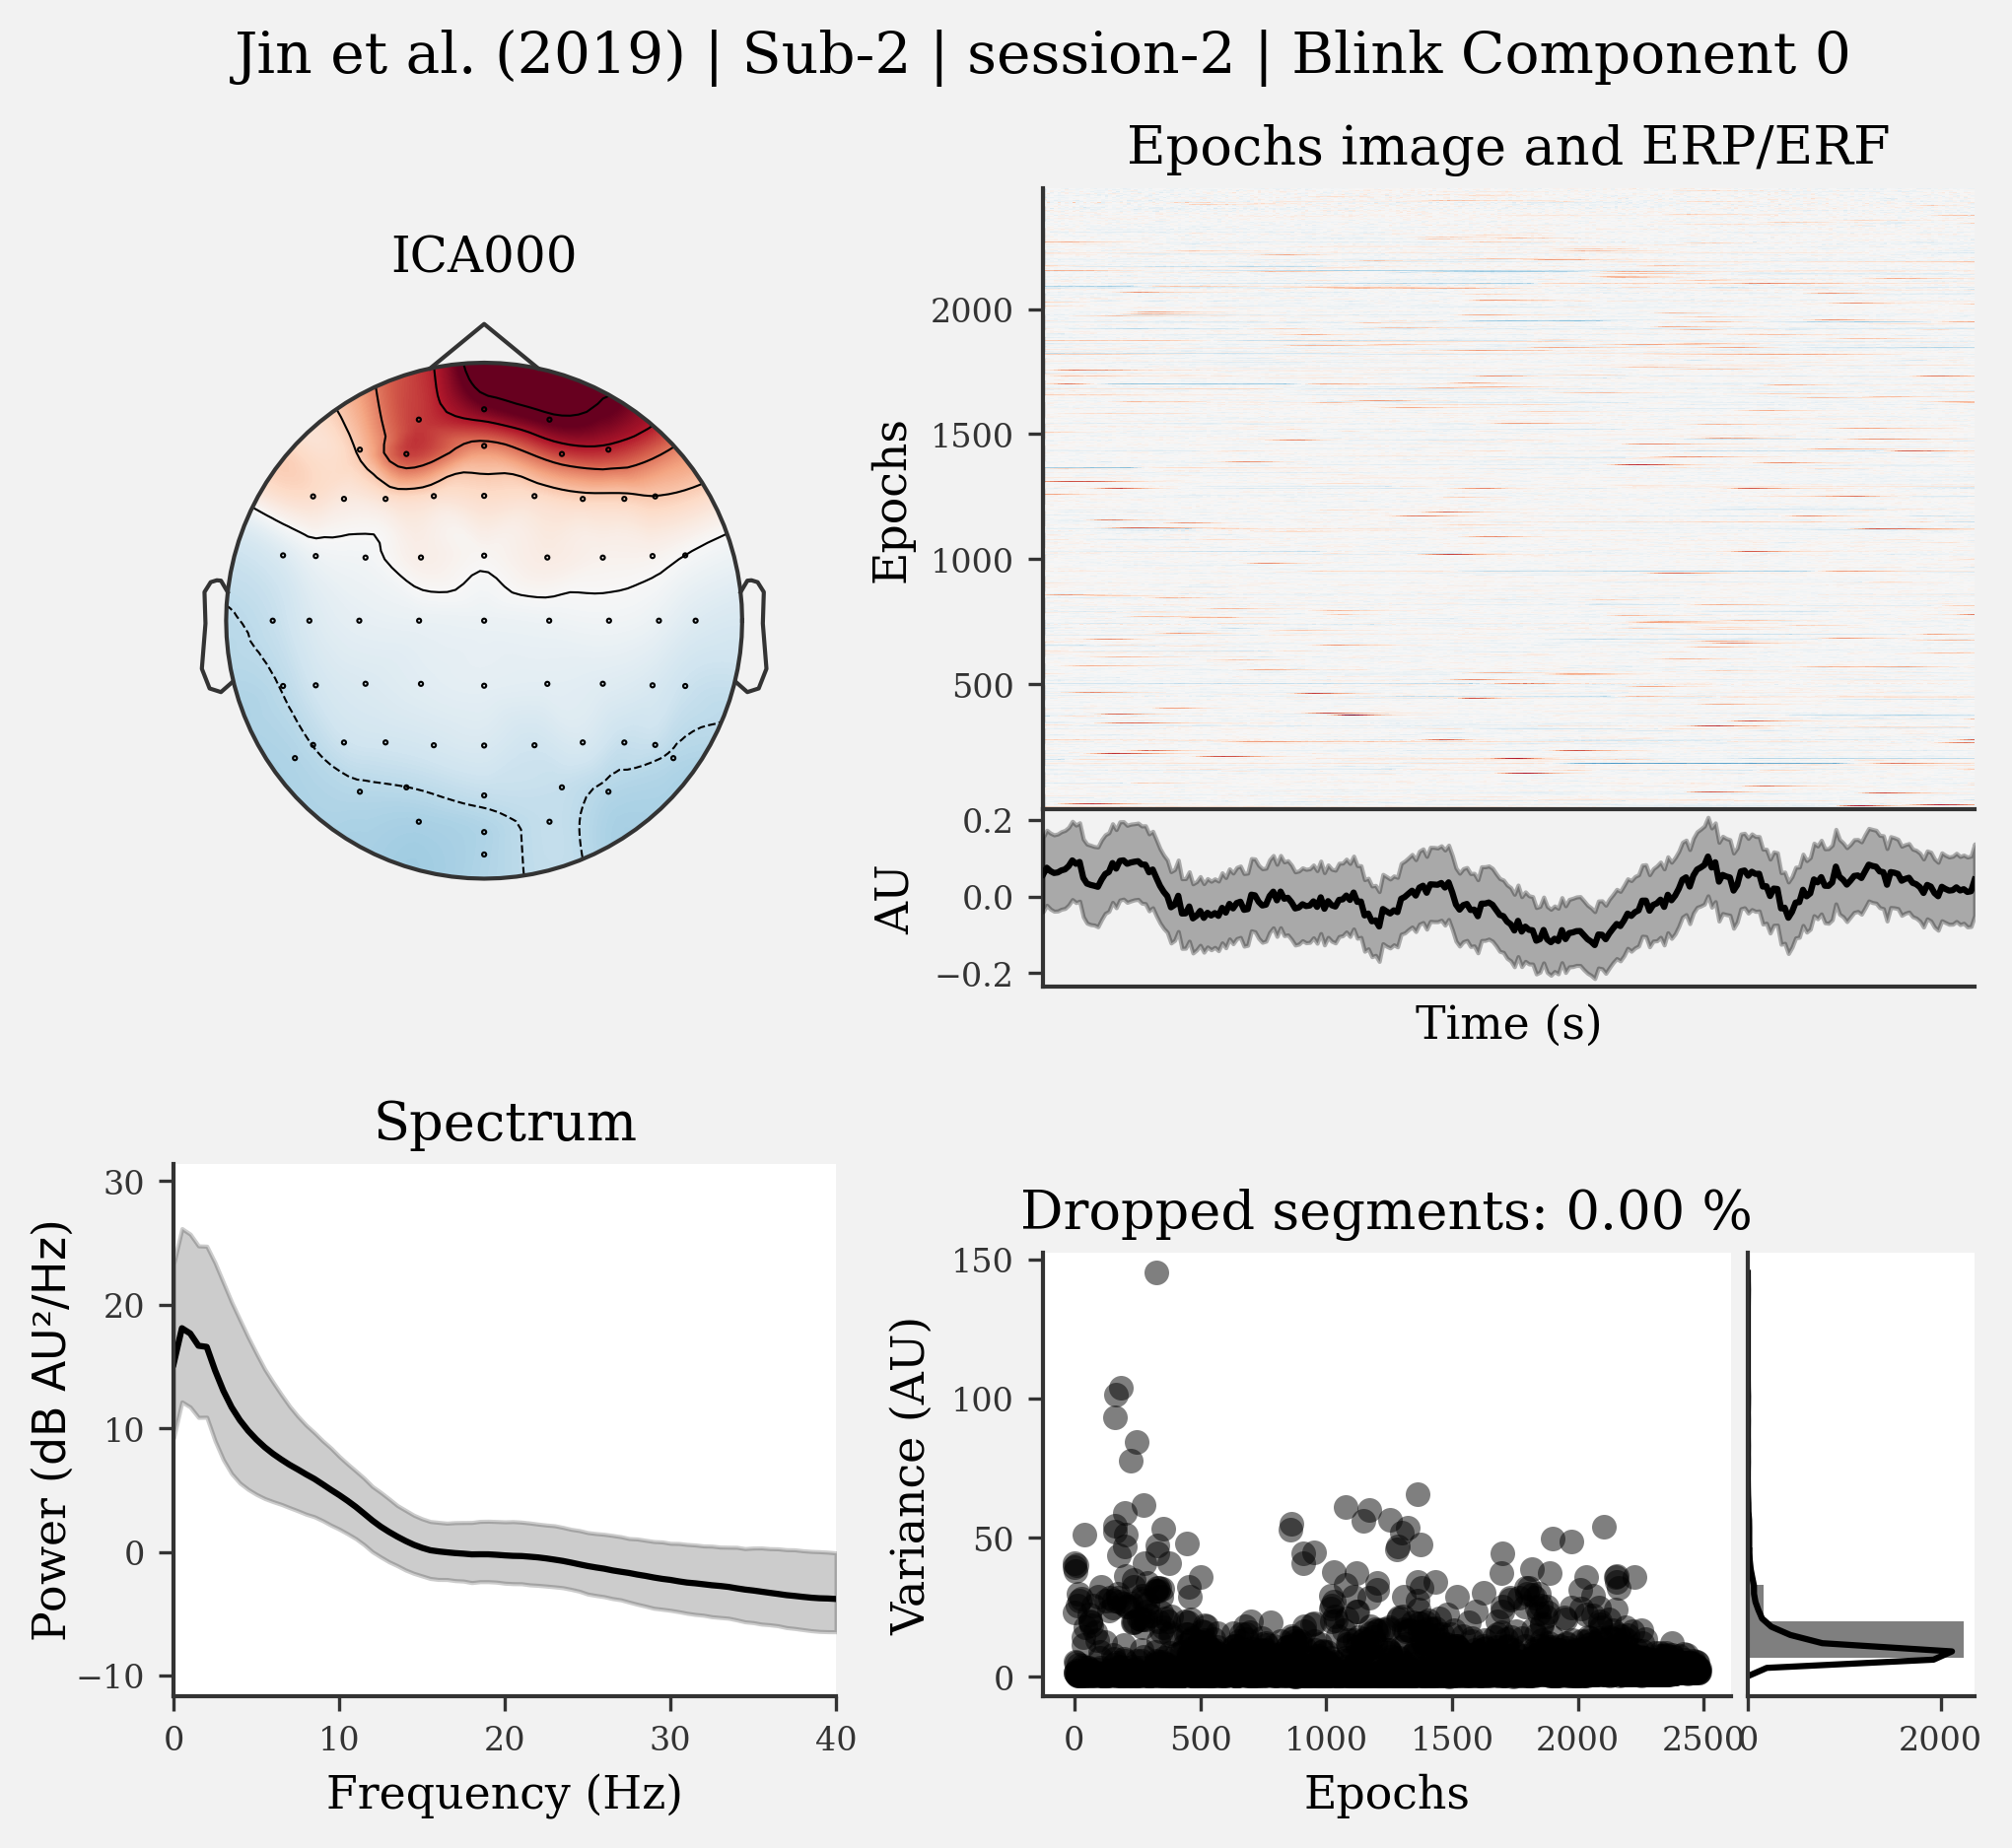 Jin et al. (2019) | Sub-2 | session-2 | Blink Component 0
ICA000
Epochs image and ERP/ERF
Epochs
2000
1500
1000
500
AU
0.2
0.0
−0.2
Time (s)
Spectrum
Power (dB AU²/Hz)
30
20
10
0
−10
0 10 20 30 40
Frequency (Hz)
Dropped segments: 0.00 %
Variance (AU)
150
100
50
0
0 500 1000 1500 2000 2500
0 2000
Epochs